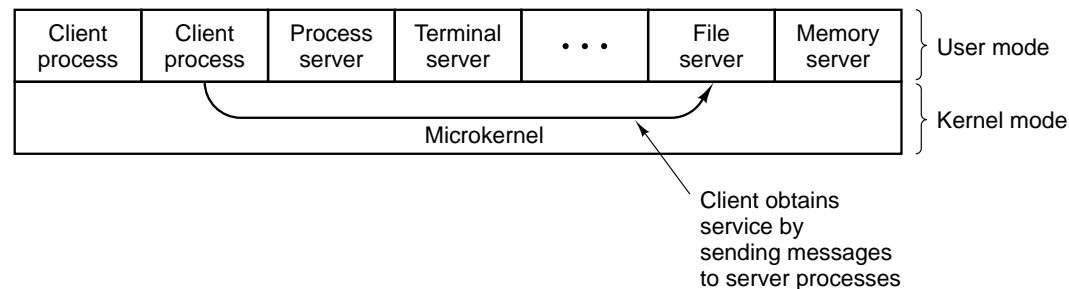 Client process
Client process
Process server
Terminal server
• • •
File server
Memory server
User mode
Microkernel
Kernel mode
Client obtains
service by
sending messages
to server processes